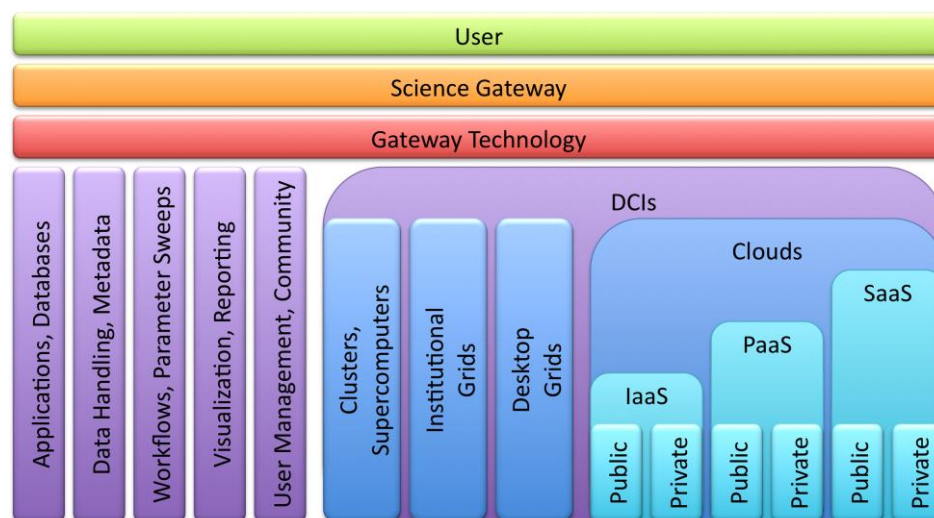 User
Science Gateway
Gateway Technology
Applications, Databases
Data Handling, Metadata
Workflows, Parameter Sweeps
Visualization, Reporting
User Management, Community
DCIs
Clusters,
Supercomputers
Institutional
Grids
Desktop
Grids
Clouds
IaaS
Public
Private
PaaS
Public
Private
SaaS
Public
Private